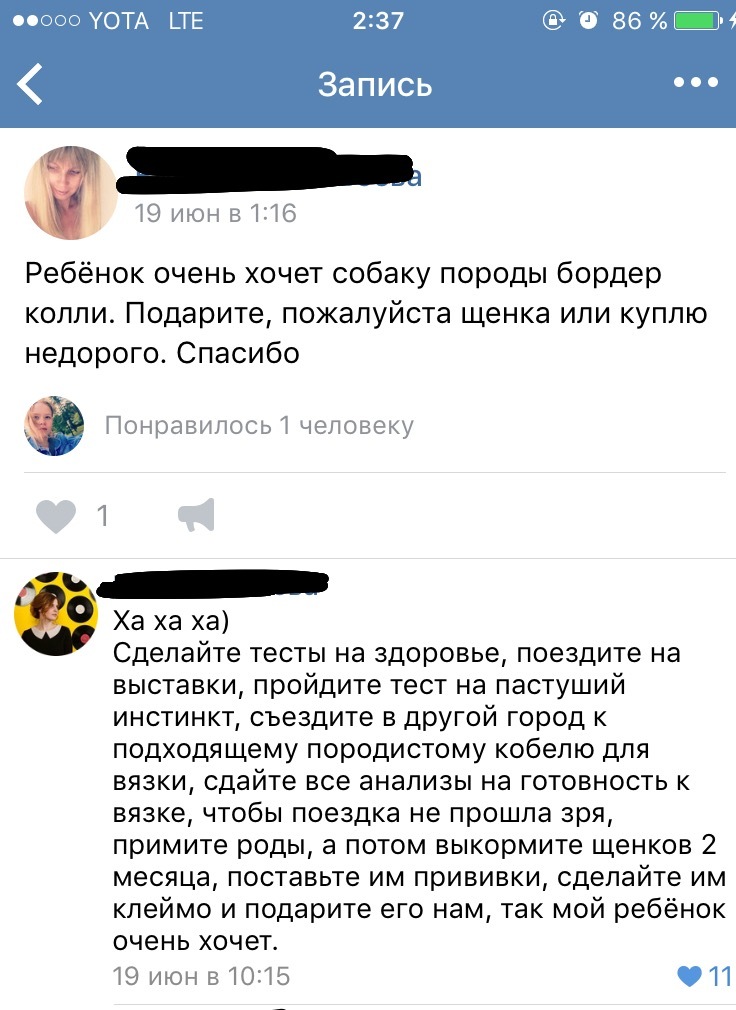 YOTA LTE 2:37 86 %
Запись
19 июн в 1:16
Ребёнок очень хочет собаку породы бордер
колли. Подарите, пожалуйста щенка или куплю
недорого. Спасибо
Понравилось 1 человеку
1
Ха ха ха)
Сделайте тесты на здоровье, поездите на
выставки, пройдите тест на пастуший
инстинкт, съездите в другой город к
подходящему породистому кобелю для
вязки, сдайте все анализы на готовность к
вязке, чтобы поездка не прошла зря,
примите роды, а потом выкормите щенков 2
месяца, поставьте им прививки, сделайте им
клеймо и подарите его нам, так мой ребёнок
очень хочет.
19 июн в 10:15 11